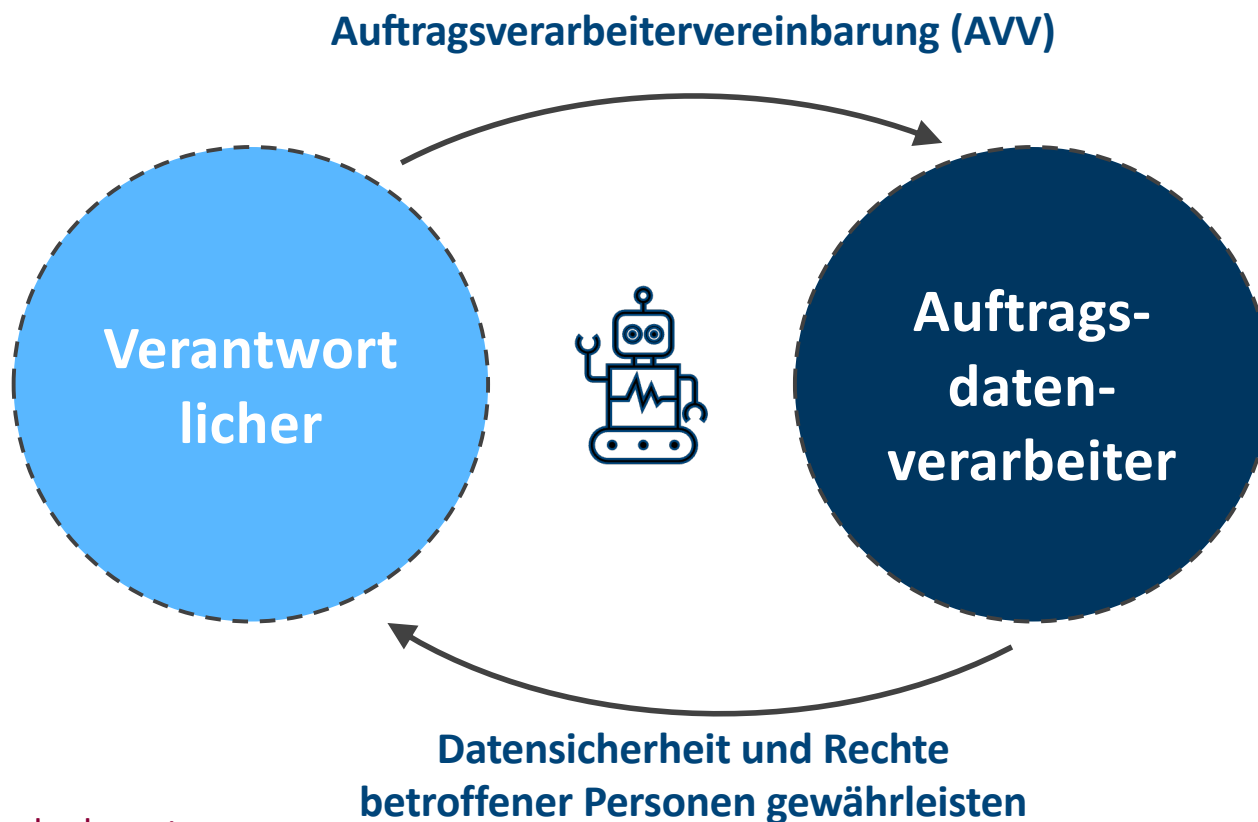 Auftragsverarbeitervereinbarung (AVV)
Verantwort
licher
Auftrags-
daten-
verarbeiter
Datensicherheit und Rechte
betroffener Personen gewährleisten